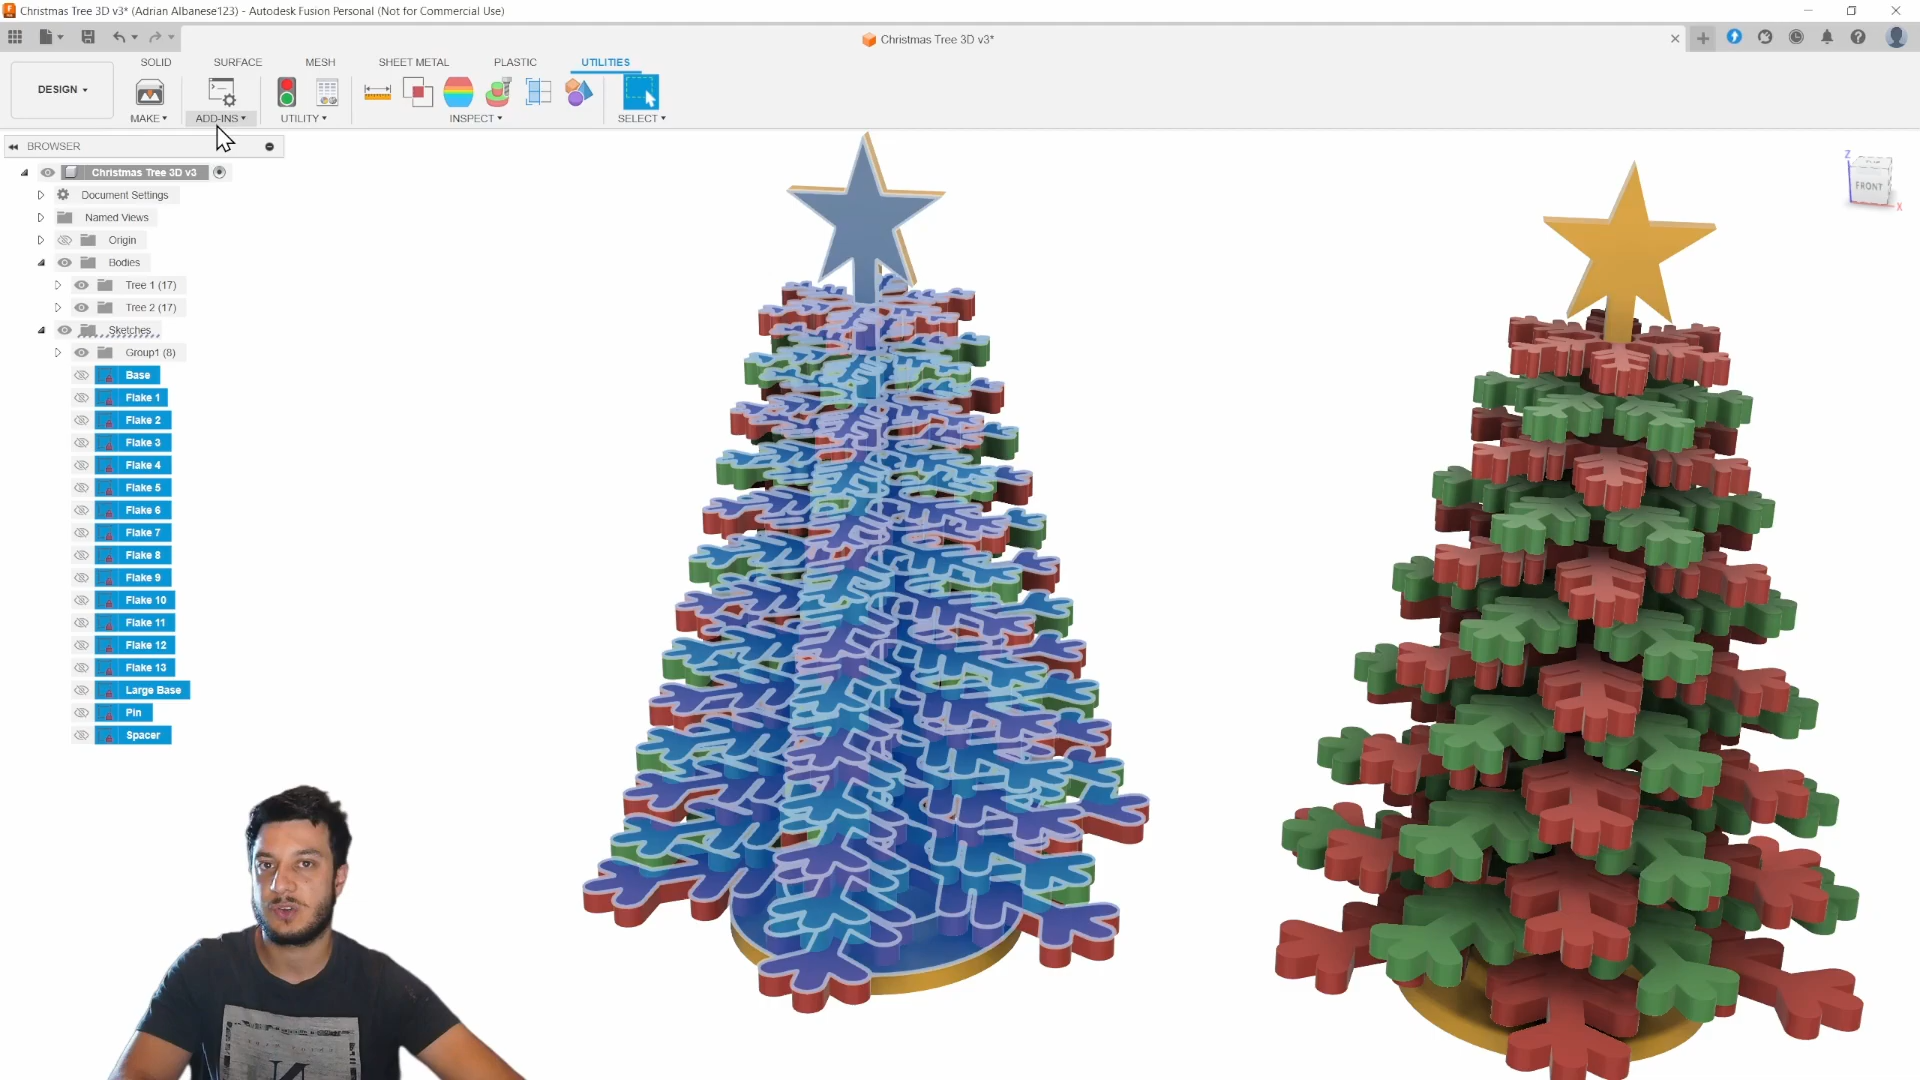 Christmas Tree 3D v3* (Adrian Albanese123) - Autodesk Fusion Personal (Not for Commercial Use)
Christmas Tree 3D v3*
SOLID SURFACE MESH SHEET METAL PLASTIC UTILITIES
DESIGN
MAKE ADD-INS UTILITY INSPECT SELECT
BROWSER
Christmas Tree 3D v3
Document Settings
Named Views
Origin
Bodies
Tree 1 (17)
Tree 2 (17)
Sketches
Group1 (8)
Base
Flake 1
Flake 2
Flake 3
Flake 4
Flake 5
Flake 6
Flake 7
Flake 8
Flake 9
Flake 10
Flake 11
Flake 12
Flake 13
Large Base
Pin
Spacer
Z
FRONT
X